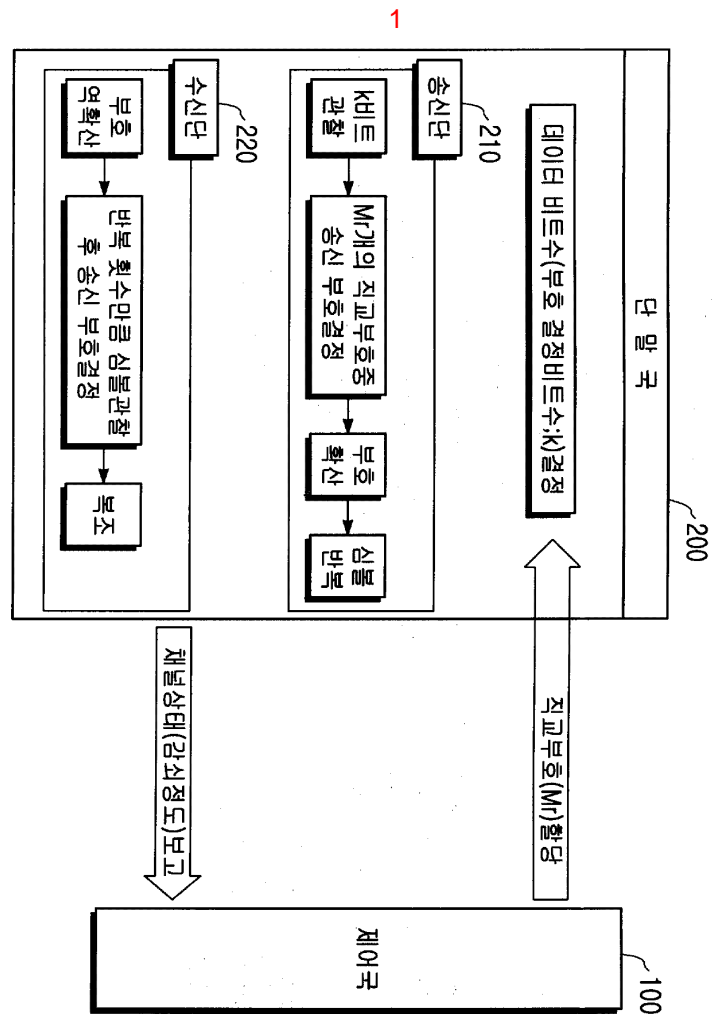 1
단말국
200
데이터 비트수(부호 결정비트수;k)결정
송신단
210
K비트
관찰
Mr개의 직교부호중
송신 부호결정
부호
확산
심볼
반복
수신단
220
부호
역확산
반복 횟수만큼 심볼관찰
후 송신 부호결정
복조
직교부호(Mr)할당
채널상태(감쇠정도)보고
제어국
100